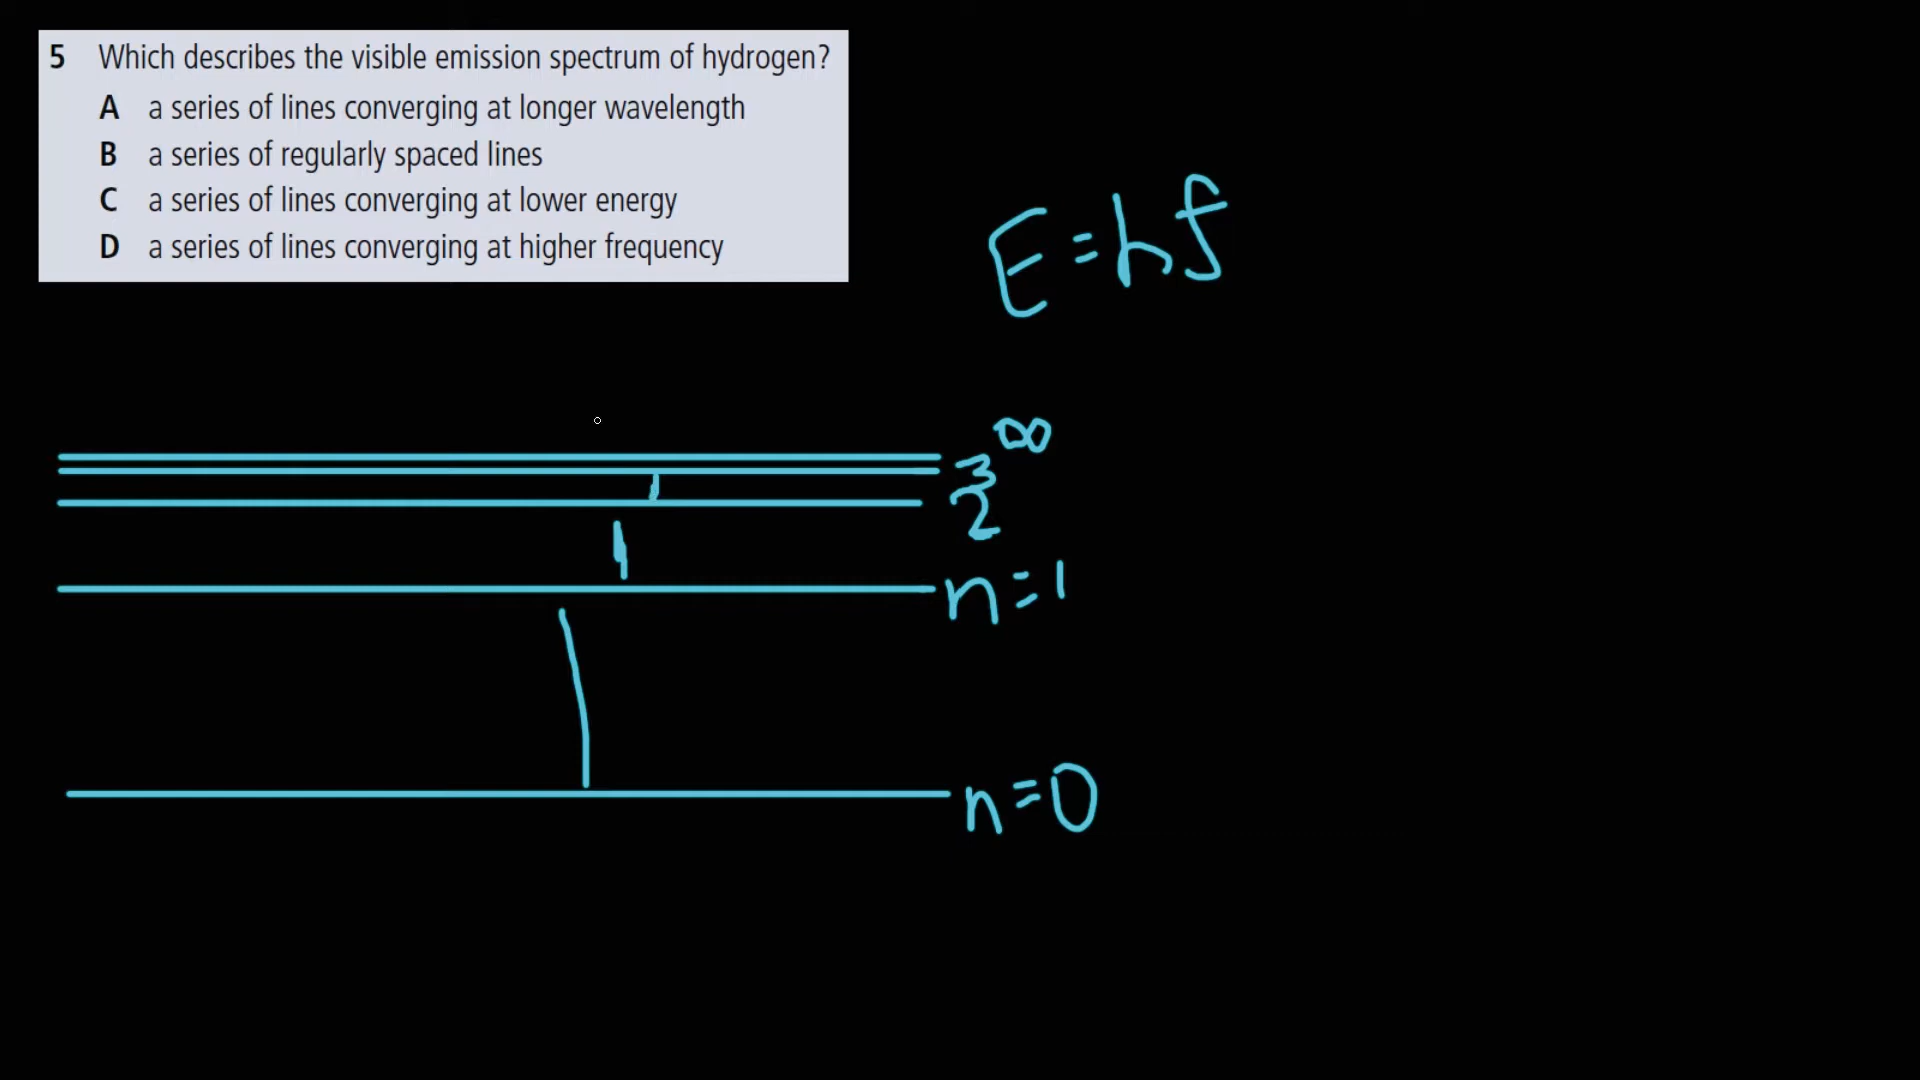 5 Which describes the visible emission spectrum of hydrogen?
A a series of lines converging at longer wavelength
B a series of regularly spaced lines
C a series of lines converging at lower energy
D a series of lines converging at higher frequency
E=hf
∞
3
2
n=1
n=0